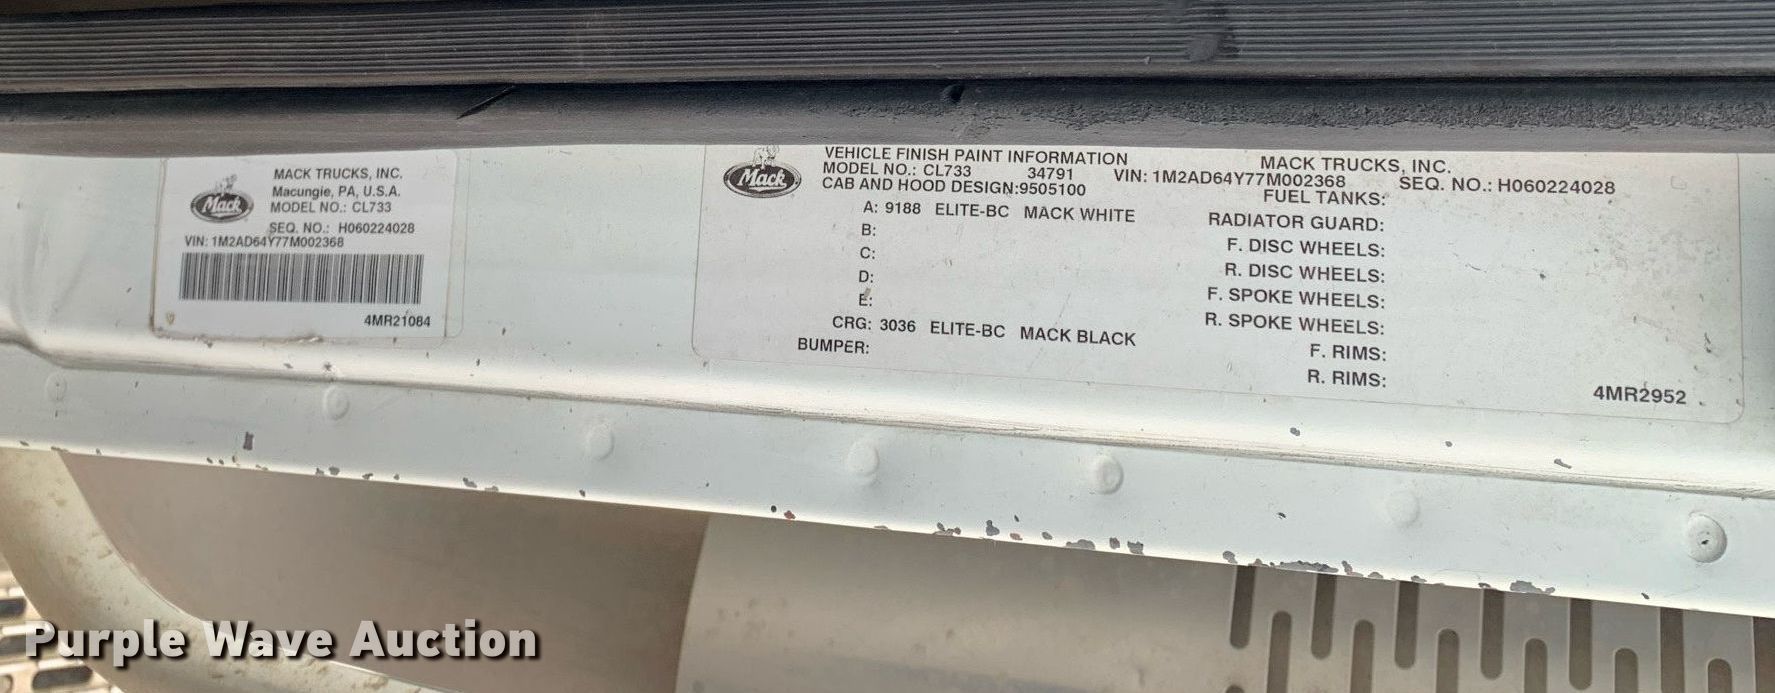 Mack
MACK TRUCKS, INC.
Macungie, PA, U.S.A.
MODEL NO.: CL733
SEQ. NO.: H060224028
VIN: 1M2AD64Y77M002368
4MR21084
Mack
VEHICLE FINISH PAINT INFORMATION MACK TRUCKS, INC.
MODEL NO.: CL733 34791 VIN: 1M2AD64Y77M002368 SEQ. NO.: H060224028
CAB AND HOOD DESIGN:9505100
A: 9188 ELITE-BC MACK WHITE
B:
C:
D:
E:
CRG: 3036 ELITE-BC MACK BLACK
BUMPER:
FUEL TANKS:
RADIATOR GUARD:
F. DISC WHEELS:
R. DISC WHEELS:
F. SPOKE WHEELS:
R. SPOKE WHEELS:
F. RIMS:
R. RIMS:
4MR2952
Purple Wave Auction